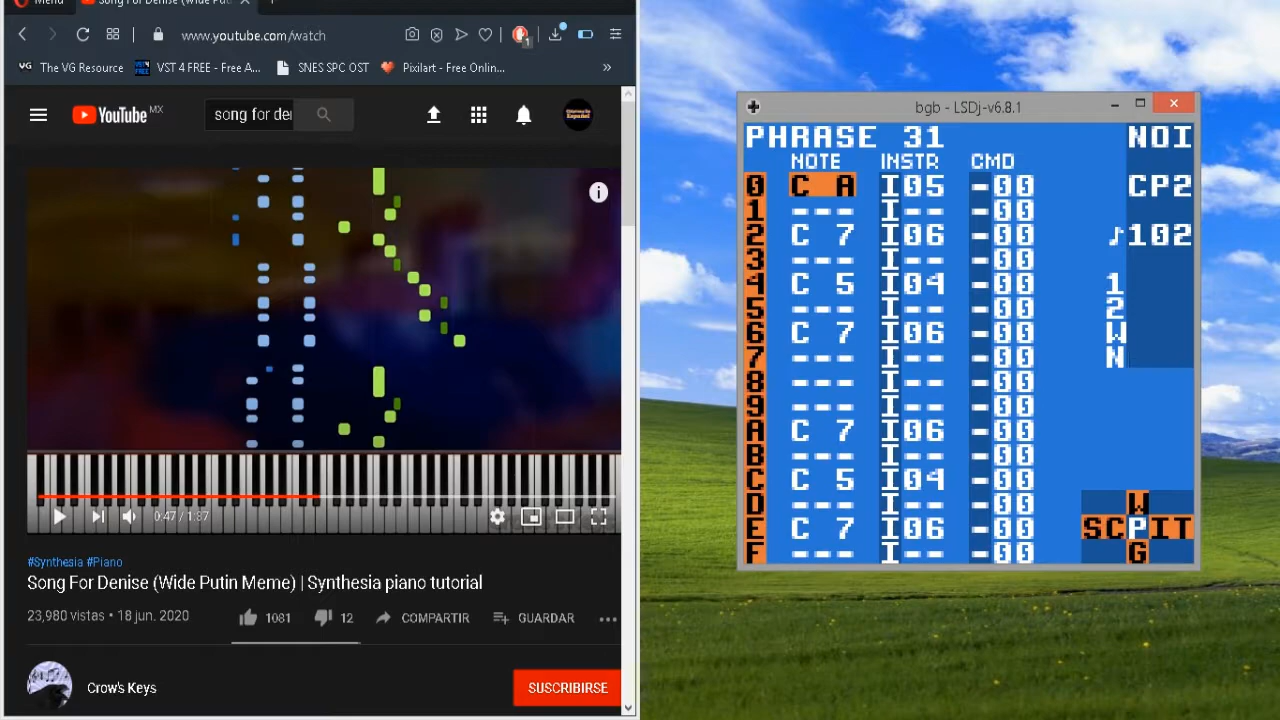 Menu
Song For Denise (Wide Puti
www.youtube.com/watch
1
VG The VG Resource VST 4 FREE - Free A... SNES SPC OST Pixilart - Free Onlin... »
YouTube MX song for de
0:47 / 1:37
#Synthesia #Piano
Song For Denise (Wide Putin Meme) | Synthesia piano tutorial
23,980 vistas • 18 jun. 2020 1081 12 COMPARTIR GUARDAR ...
Crow's Keys SUSCRIBIRSE
bgb - LSDj-v6.8.1
PHRASE 31 NOI
NOTE INSTR CMD
0 C A I05 -00 CP2
1 --- I-- -00
2 C 7 I06 -00 ♪102
3 --- I-- -00
4 C 5 I04 -00 1
5 --- I-- -00 2
6 C 7 I06 -00 W
7 --- I-- -00 N
8 --- I-- -00
9 --- I-- -00
A C 7 I06 -00
B --- I-- -00
C C 5 I04 -00
D --- I-- -00 W
E C 7 I06 -00 SCPIT
F --- I-- -00 G